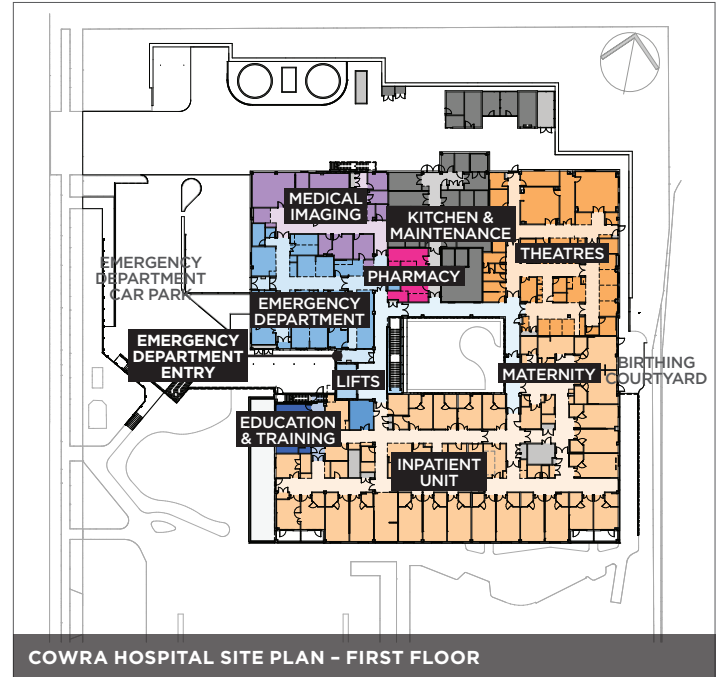 MEDICAL
IMAGING
KITCHEN &
MAINTENANCE
THEATRES
EMERGENCY
DEPARTMENT
CAR PARK
PHARMACY
EMERGENCY
DEPARTMENT
EMERGENCY
DEPARTMENT
ENTRY
LIFTS
MATERNITY
BIRTHING
COURTYARD
EDUCATION
& TRAINING
INPATIENT
UNIT
COWRA HOSPITAL SITE PLAN – FIRST FLOOR